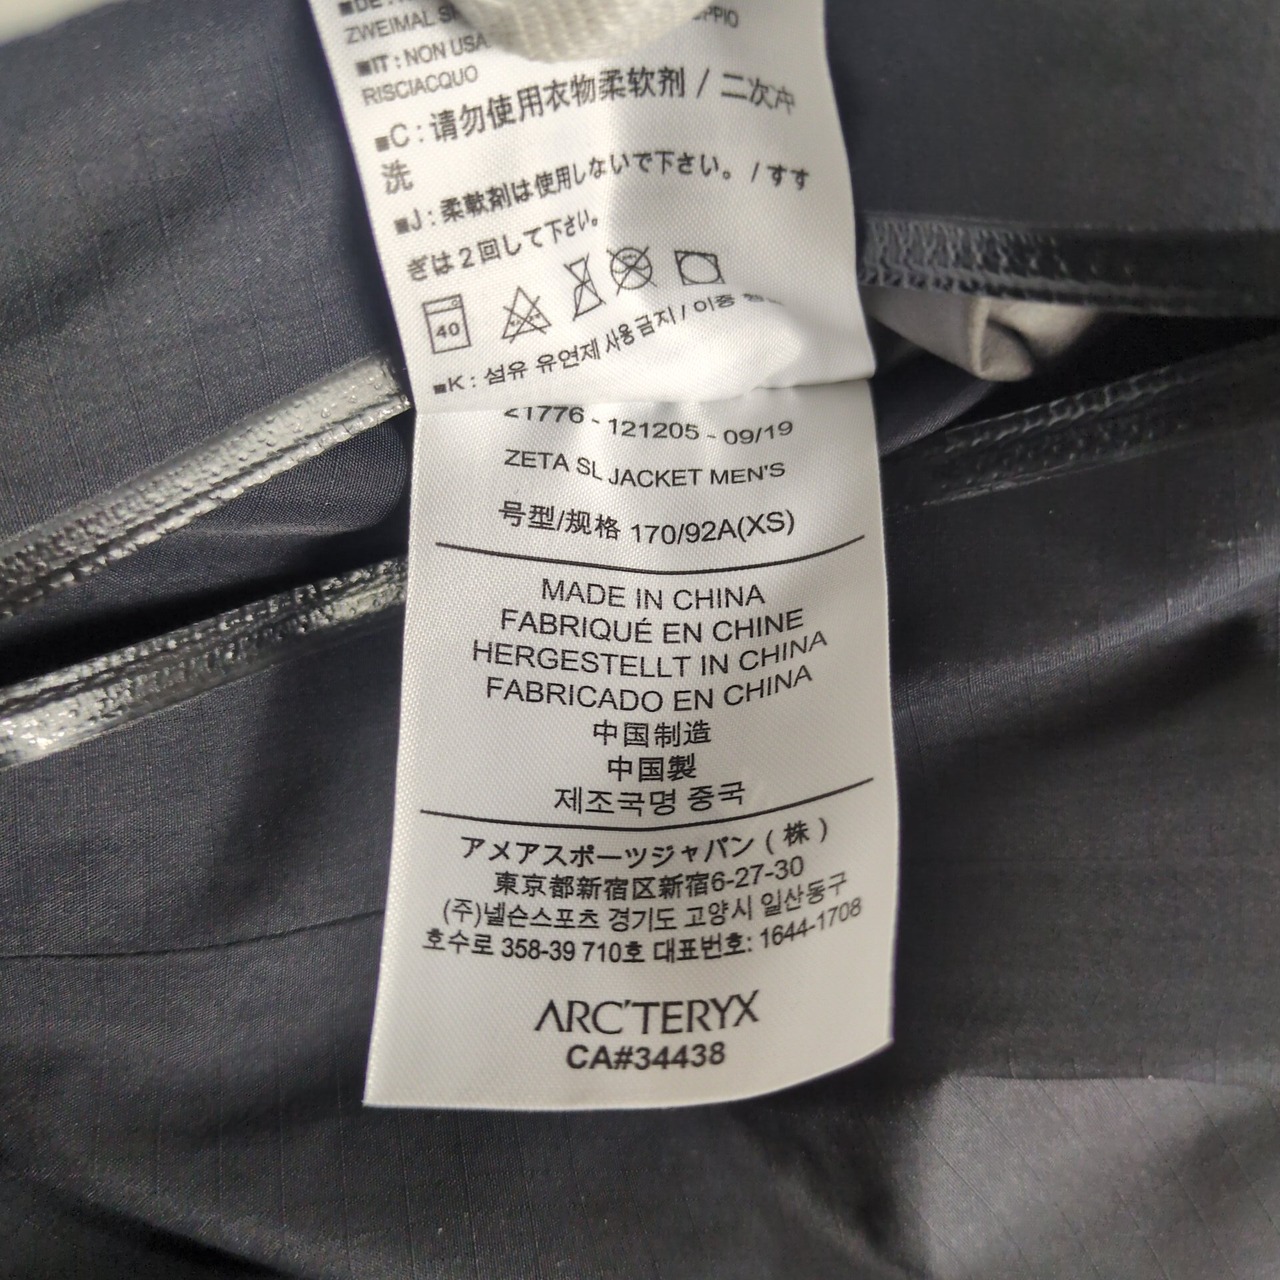 ZWEIMAL
■IT : NON USA
RISCIACQUO
■C : 请勿使用衣物柔软剂 / 二次冲
洗
■J : 柔軟剤は使用しないで下さい。 / すす
ぎは2回して下さい。
40
■K : 섬유 유연제 사용금지 / 이중
21776 - 121205 - 09/19
ZETA SL JACKET MEN'S
号型/规格 170/92A(XS)
MADE IN CHINA
FABRIQUÉ EN CHINE
HERGESTELLT IN CHINA
FABRICADO EN CHINA
中国制造
中国製
제조국명 중국
アメアスポーツジャパン ( 株 )
東京都新宿区新宿6-27-30
(주)넬슨스포츠 경기도 고양시 일산동구
호수로 358-39 710호 대표번호: 1644-1708
ARC'TERYX
CA#34438